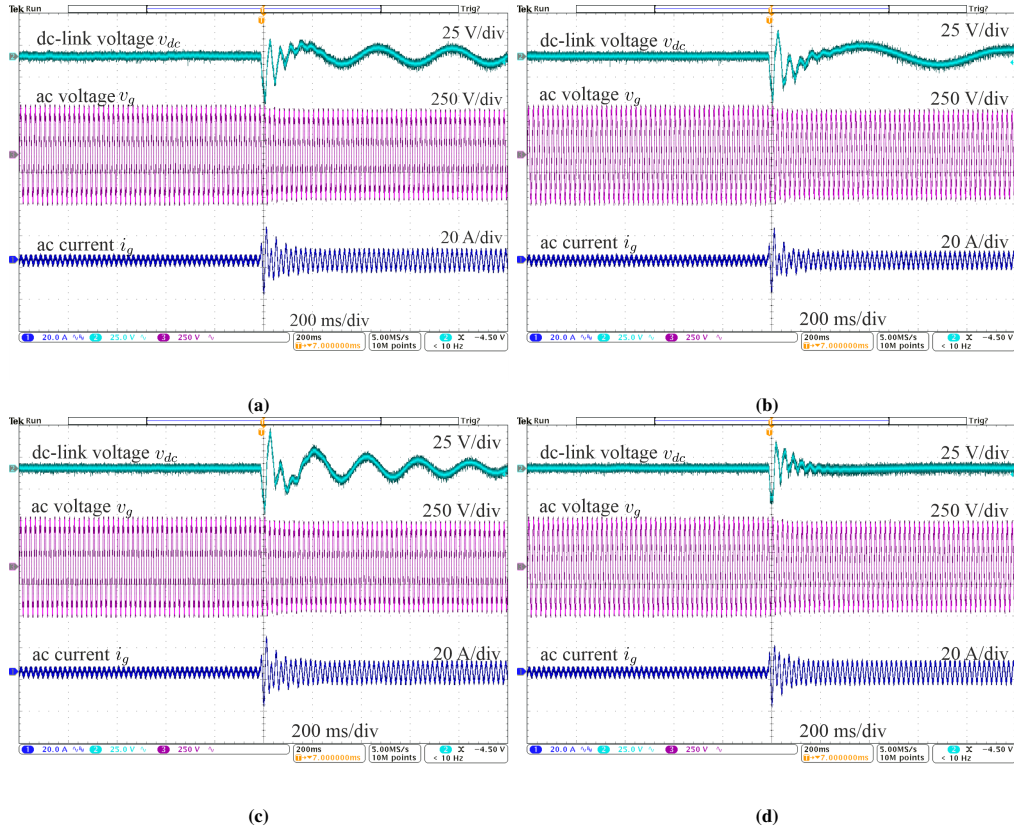 Tek Run Trig?
dc-link voltage v_dc 25 V/div
ac voltage v_g 250 V/div
ac current i_g 20 A/div
200 ms/div
1 20.0 A 2 25.0 V 3 250 V 200ms 5.00MS/s 2 -4.50 V
T 7.000000ms 10M points < 10 Hz
(a)
Tek Run Trig?
dc-link voltage v_dc 25 V/div
ac voltage v_g 250 V/div
ac current i_g 20 A/div
200 ms/div
1 20.0 A 2 25.0 V 3 250 V 200ms 5.00MS/s 2 -4.50 V
T 7.000000ms 10M points < 10 Hz
(b)
Tek Run Trig?
dc-link voltage v_dc 25 V/div
ac voltage v_g 250 V/div
ac current i_g 20 A/div
200 ms/div
1 20.0 A 2 25.0 V 3 250 V 200ms 5.00MS/s 2 -4.50 V
T 7.000000ms 10M points < 10 Hz
(c)
Tek Run Trig?
dc-link voltage v_dc 25 V/div
ac voltage v_g 250 V/div
ac current i_g 20 A/div
200 ms/div
1 20.0 A 2 25.0 V 3 250 V 200ms 5.00MS/s 2 -4.50 V
T 7.000000ms 10M points < 10 Hz
(d)